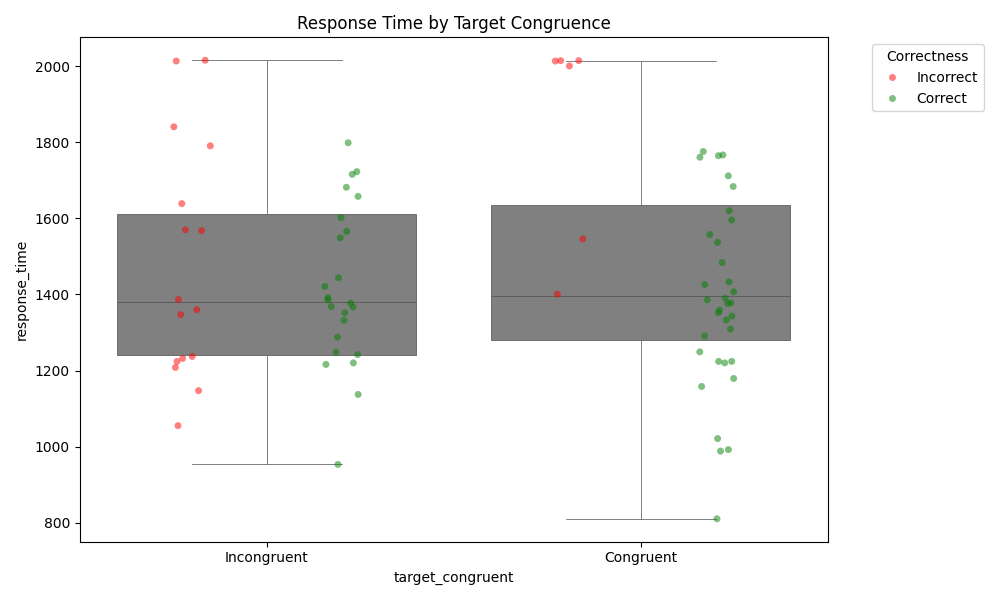 Response Time by Target Congruence
Correctness
Incorrect
Correct
response_time
2000
1800
1600
1400
1200
1000
800
Incongruent
Congruent
target_congruent